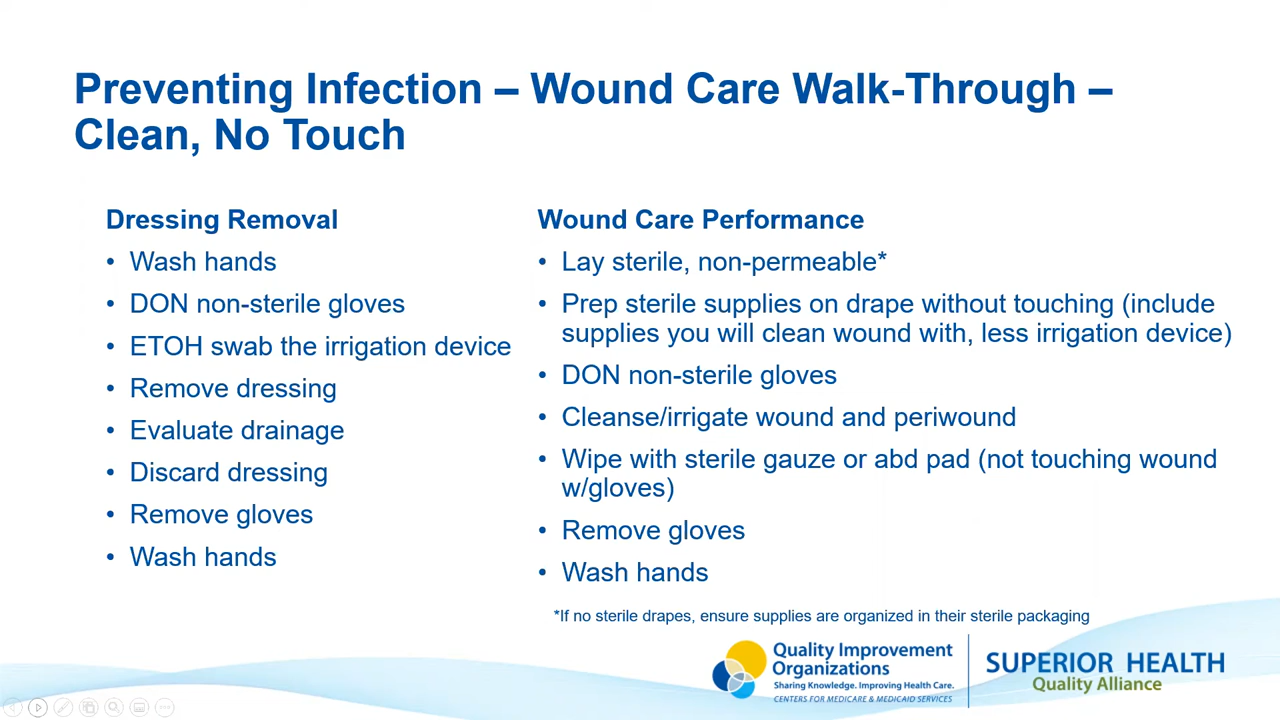 Preventing Infection – Wound Care Walk-Through –
Clean, No Touch
Dressing Removal
• Wash hands
• DON non-sterile gloves
• ETOH swab the irrigation device
• Remove dressing
• Evaluate drainage
• Discard dressing
• Remove gloves
• Wash hands
Wound Care Performance
• Lay sterile, non-permeable*
• Prep sterile supplies on drape without touching (include
supplies you will clean wound with, less irrigation device)
• DON non-sterile gloves
• Cleanse/irrigate wound and periwound
• Wipe with sterile gauze or abd pad (not touching wound
w/gloves)
• Remove gloves
• Wash hands
*If no sterile drapes, ensure supplies are organized in their sterile packaging
Quality Improvement
Organizations
Sharing Knowledge. Improving Health Care.
CENTERS FOR MEDICARE & MEDICAID SERVICES
SUPERIOR HEALTH
Quality Alliance